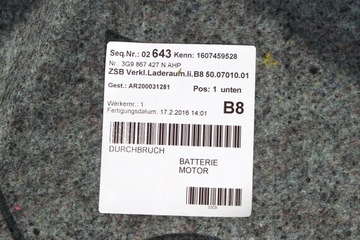 Seq.Nr.: 02 643 Kenn: 1607459528
Nr.: 3G9 867 427 N AHP
ZSB Verkl.Laderaum.li.B8 50.07010.01
Gest.: AR200031281 Pos: 1 unten
Werkernr.: 1 B8
Fertigungsdatum: 17.2.2016 14:01
DURCHBRUCH
BATTERIE
MOTOR